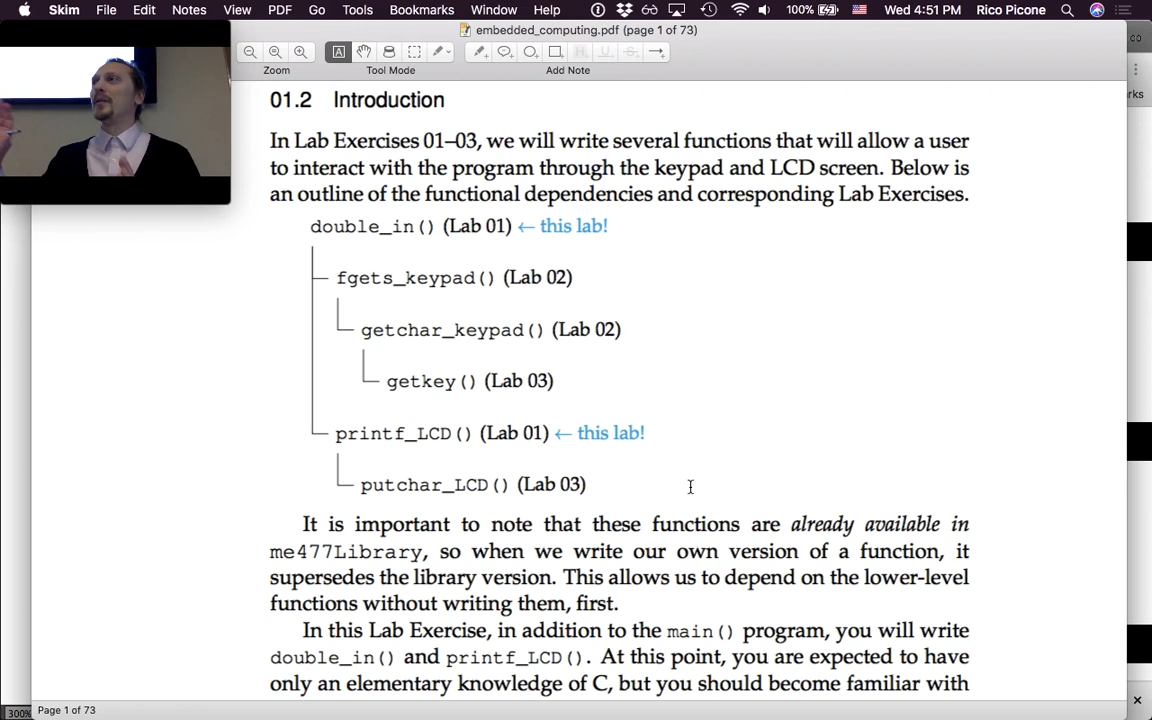 Skim File Edit Notes View PDF Go Tools Bookmarks Window Help 100% Wed 4:51 PM Rico Picone
embedded_computing.pdf (page 1 of 73)
Zoom Tool Mode Add Note
rks
01.2 Introduction
In Lab Exercises 01–03, we will write several functions that will allow a user
to interact with the program through the keypad and LCD screen. Below is
an outline of the functional dependencies and corresponding Lab Exercises.
double_in() (Lab 01) ← this lab!
fgets_keypad() (Lab 02)
getchar_keypad() (Lab 02)
getkey() (Lab 03)
printf_LCD() (Lab 01) ← this lab!
putchar_LCD() (Lab 03)
It is important to note that these functions are already available in
me477Library, so when we write our own version of a function, it
supersedes the library version. This allows us to depend on the lower-level
functions without writing them, first.
In this Lab Exercise, in addition to the main() program, you will write
double_in() and printf_LCD(). At this point, you are expected to have
only an elementary knowledge of C, but you should become familiar with
300% Page 1 of 73